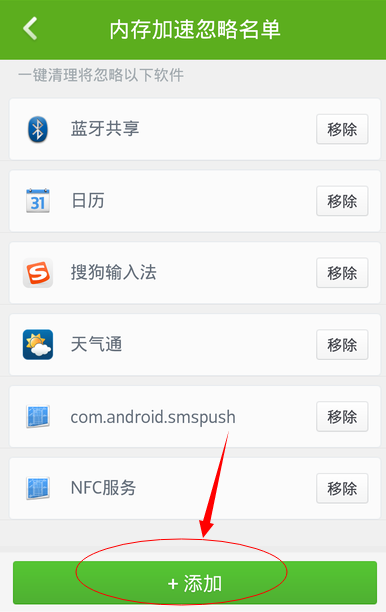 内存加速忽略名单
一键清理将忽略以下软件
蓝牙共享 移除
31 日历 移除
搜狗输入法 移除
天气通 移除
com.android.smspush 移除
NFC服务 移除
+ 添加